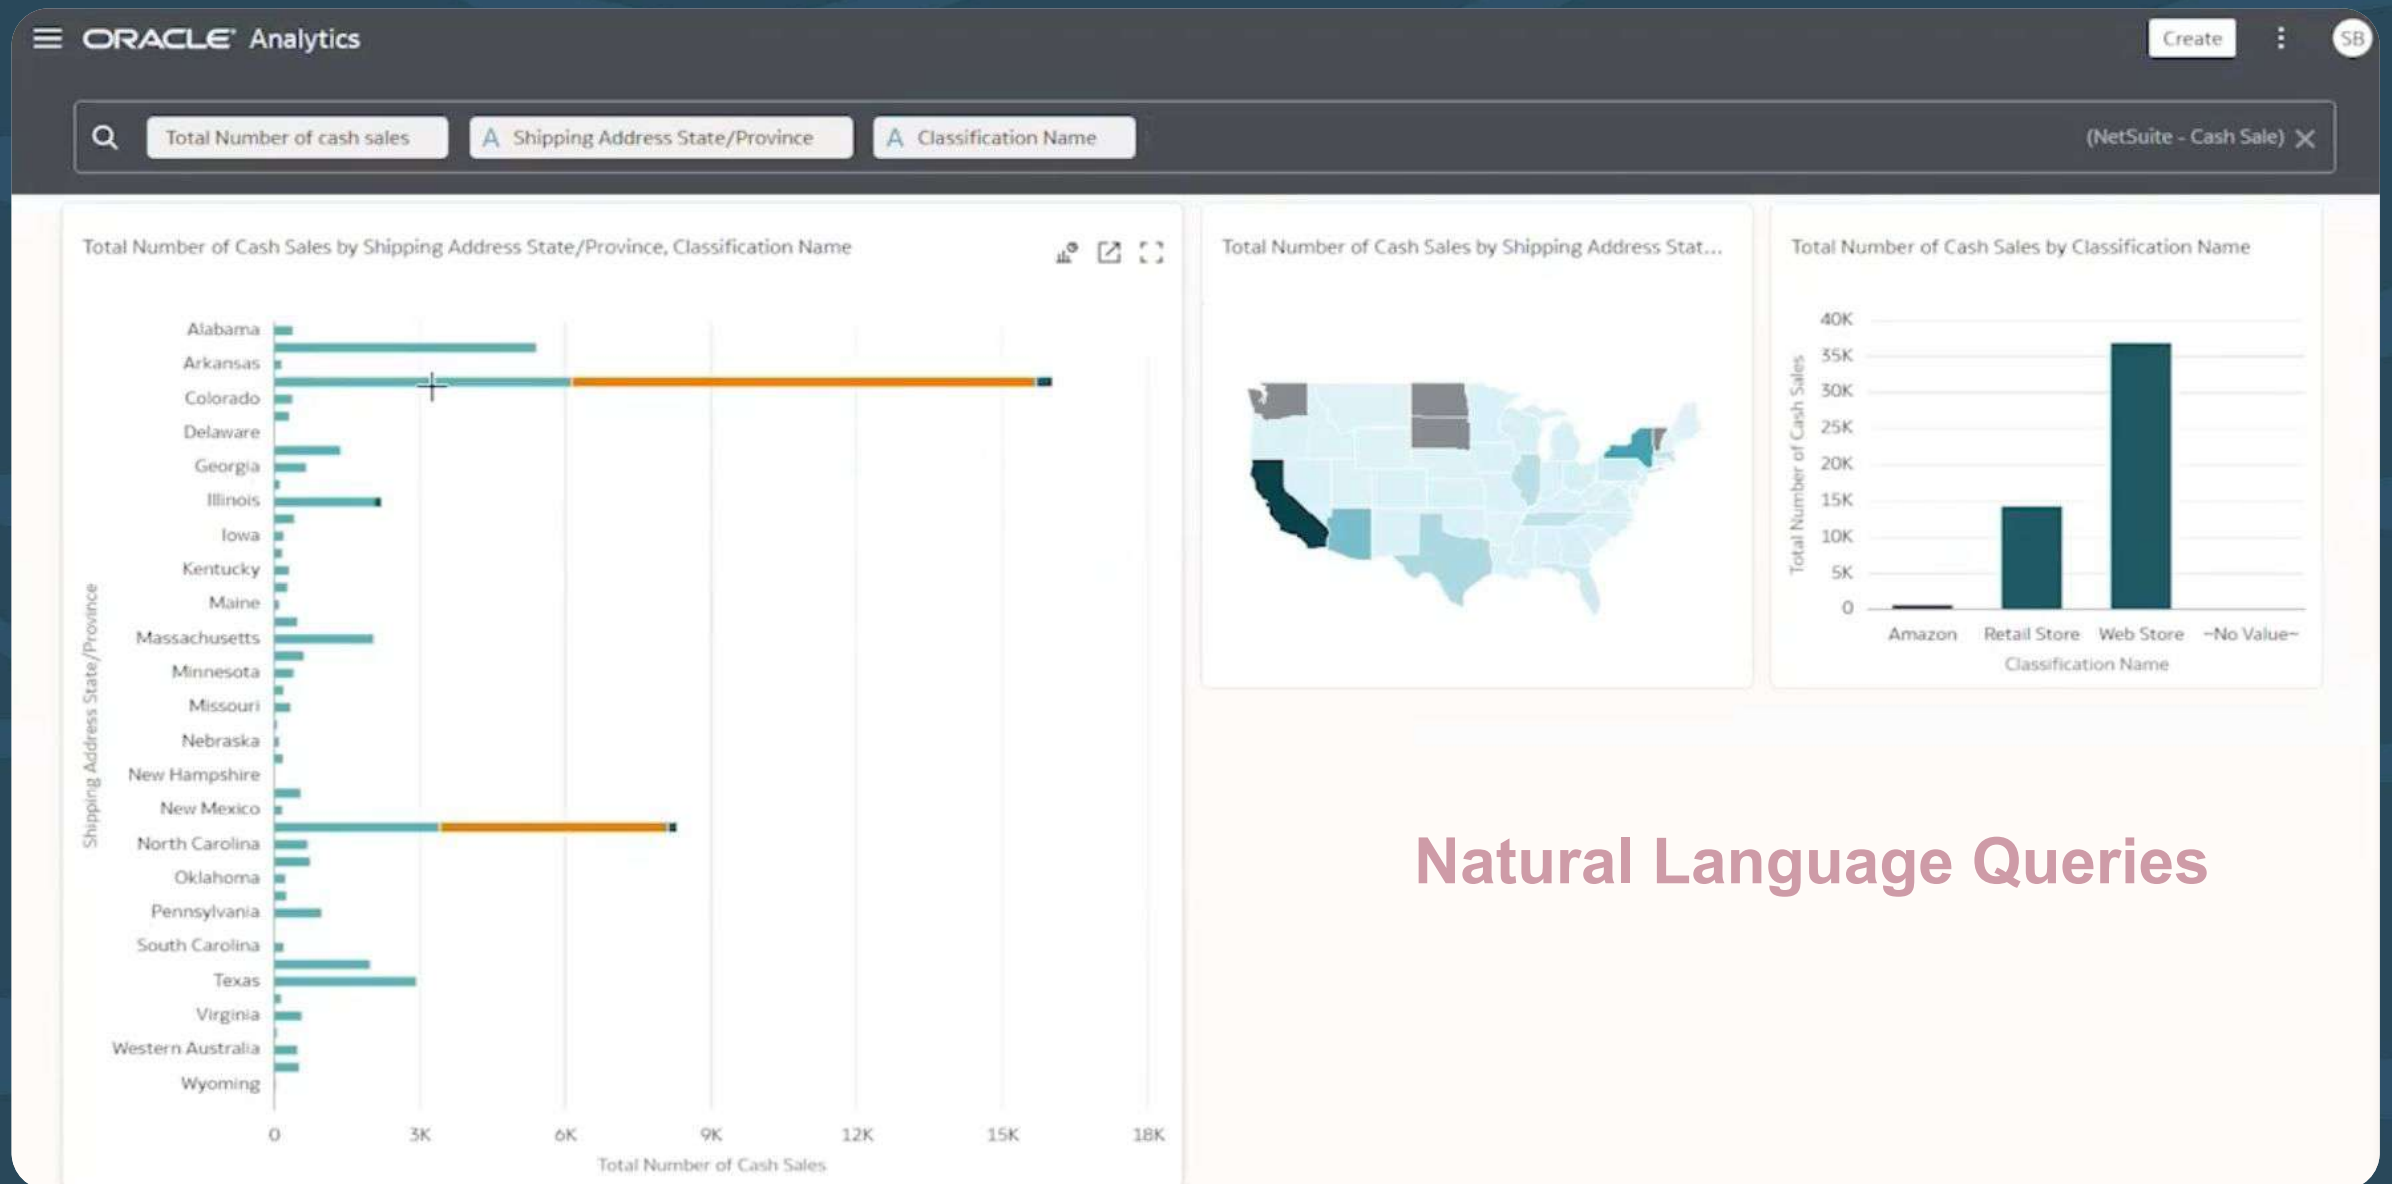 ORACLE Analytics
Create
SB
Total Number of cash sales
A Shipping Address State/Province
A Classification Name
(NetSuite - Cash Sale)
Total Number of Cash Sales by Shipping Address State/Province, Classification Name
Shipping Address State/Province
Alabama
Arkansas
Colorado
Delaware
Georgia
Illinois
Iowa
Kentucky
Maine
Massachusetts
Minnesota
Missouri
Nebraska
New Hampshire
New Mexico
North Carolina
Oklahoma
Pennsylvania
South Carolina
Texas
Virginia
Western Australia
Wyoming
0 3K 6K 9K 12K 15K 18K
Total Number of Cash Sales
Total Number of Cash Sales by Shipping Address Stat...
Total Number of Cash Sales by Classification Name
Total Number of Cash Sales
40K
35K
30K
25K
20K
15K
10K
5K
0
Amazon Retail Store Web Store ~No Value~
Classification Name
Natural Language Queries